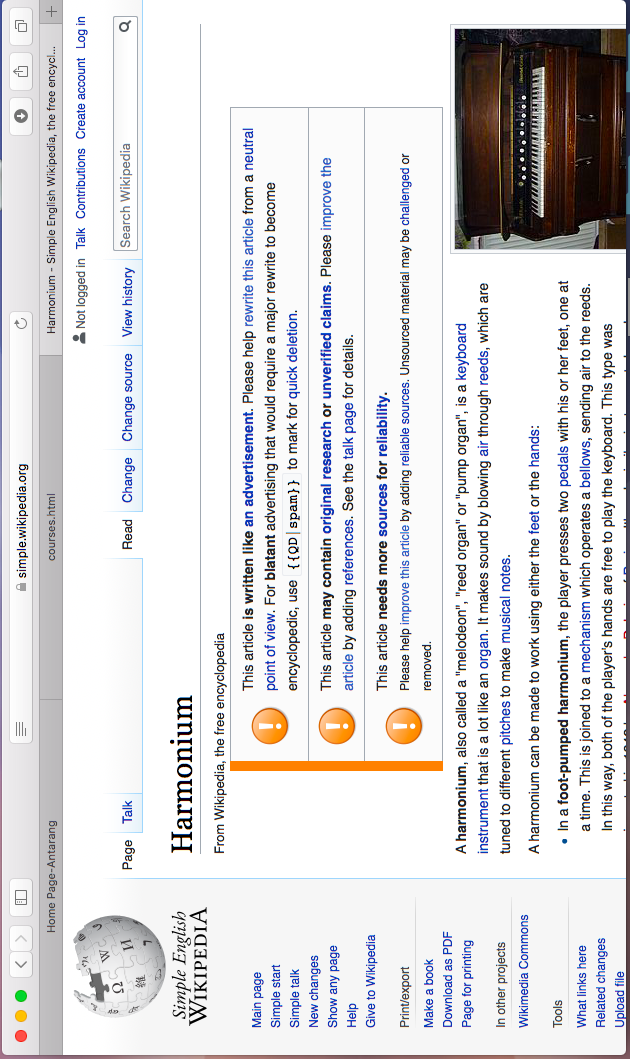 simple.wikipedia.org
Home Page-Antarang
courses.html
Harmonium - Simple English Wikipedia, the free encycl...
Not logged in Talk Contributions Create account Log in
Page Talk Read Change Change source View history Search Wikipedia
Simple English
WIKIPEDIA
Main page
Simple start
Simple talk
New changes
Show any page
Help
Give to Wikipedia
Print/export
Make a book
Download as PDF
Page for printing
In other projects
Wikimedia Commons
Tools
What links here
Related changes
Upload file
Harmonium
From Wikipedia, the free encyclopedia
This article is written like an advertisement. Please help rewrite this article from a neutral
point of view. For blatant advertising that would require a major rewrite to become
encyclopedic, use {{QD|spam}} to mark for quick deletion.
This article may contain original research or unverified claims. Please improve the
article by adding references. See the talk page for details.
This article needs more sources for reliability.
Please help improve this article by adding reliable sources. Unsourced material may be challenged or
removed.
A harmonium, also called a "melodeon", "reed organ" or "pump organ", is a keyboard
instrument that is a lot like an organ. It makes sound by blowing air through reeds, which are
tuned to different pitches to make musical notes.
A harmonium can be made to work using either the feet or the hands:
• In a foot-pumped harmonium, the player presses two pedals with his or her feet, one at
a time. This is joined to a mechanism which operates a bellows, sending air to the reeds.
In this way, both of the player's hands are free to play the keyboard. This type was